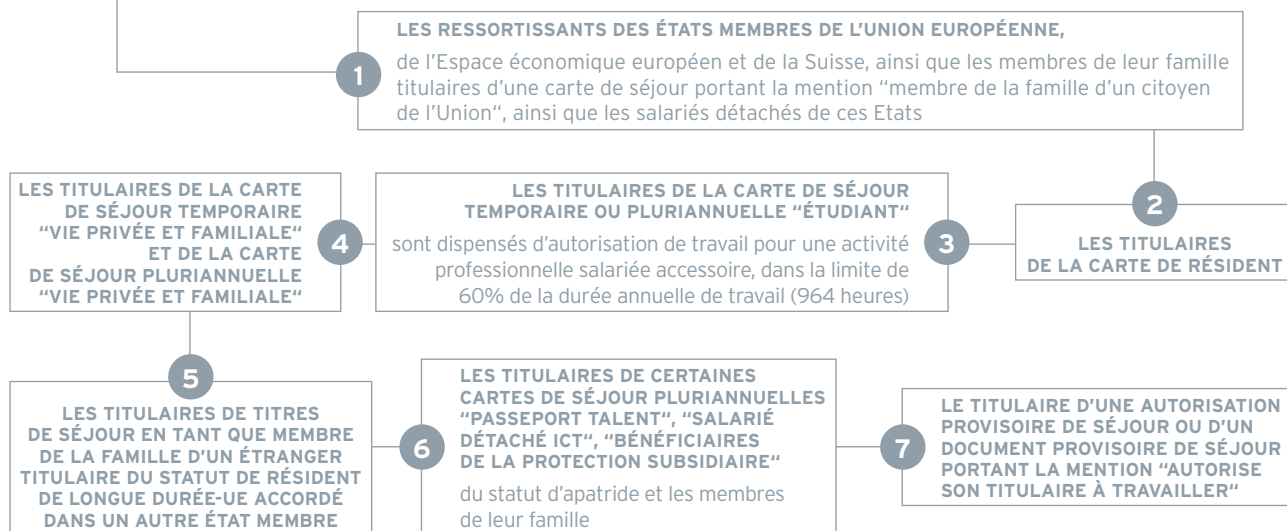 1
LES RESSORTISSANTS DES ÉTATS MEMBRES DE L'UNION EUROPÉENNE,
de l'Espace économique européen et de la Suisse, ainsi que les membres de leur famille
titulaires d'une carte de séjour portant la mention “membre de la famille d'un citoyen
de l'Union“, ainsi que les salariés détachés de ces Etats
2
LES TITULAIRES
DE LA CARTE DE RÉSIDENT
3
LES TITULAIRES DE LA CARTE DE SÉJOUR
TEMPORAIRE OU PLURIANNUELLE “ÉTUDIANT“
sont dispensés d'autorisation de travail pour une activité
professionnelle salariée accessoire, dans la limite de
60% de la durée annuelle de travail (964 heures)
4
LES TITULAIRES DE LA CARTE
DE SÉJOUR TEMPORAIRE
“VIE PRIVÉE ET FAMILIALE“
ET DE LA CARTE
DE SÉJOUR PLURIANNUELLE
“VIE PRIVÉE ET FAMILIALE“
5
LES TITULAIRES DE TITRES
DE SÉJOUR EN TANT QUE MEMBRE
DE LA FAMILLE D'UN ÉTRANGER
TITULAIRE DU STATUT DE RÉSIDENT
DE LONGUE DURÉE-UE ACCORDÉ
DANS UN AUTRE ÉTAT MEMBRE
6
LES TITULAIRES DE CERTAINES
CARTES DE SÉJOUR PLURIANNUELLES
“PASSEPORT TALENT“, “SALARIÉ
DÉTACHÉ ICT“, “BÉNÉFICIAIRES
DE LA PROTECTION SUBSIDIAIRE“
du statut d'apatride et les membres
de leur famille
7
LE TITULAIRE D'UNE AUTORISATION
PROVISOIRE DE SÉJOUR OU D'UN
DOCUMENT PROVISOIRE DE SÉJOUR
PORTANT LA MENTION “AUTORISE
SON TITULAIRE À TRAVAILLER“